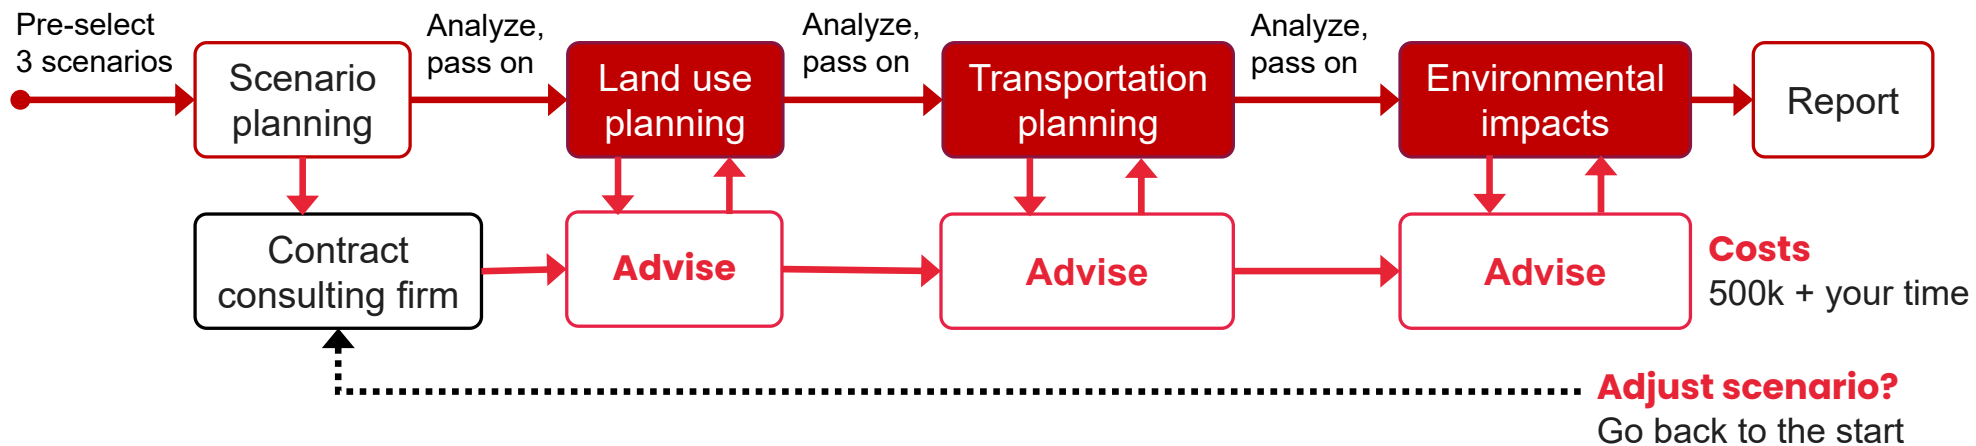 Pre-select
3 scenarios
Scenario
planning
Analyze,
pass on
Land use
planning
Analyze,
pass on
Transportation
planning
Analyze,
pass on
Environmental
impacts
Report
Contract
consulting firm
Advise
Advise
Advise
Costs
500k + your time
Adjust scenario?
Go back to the start